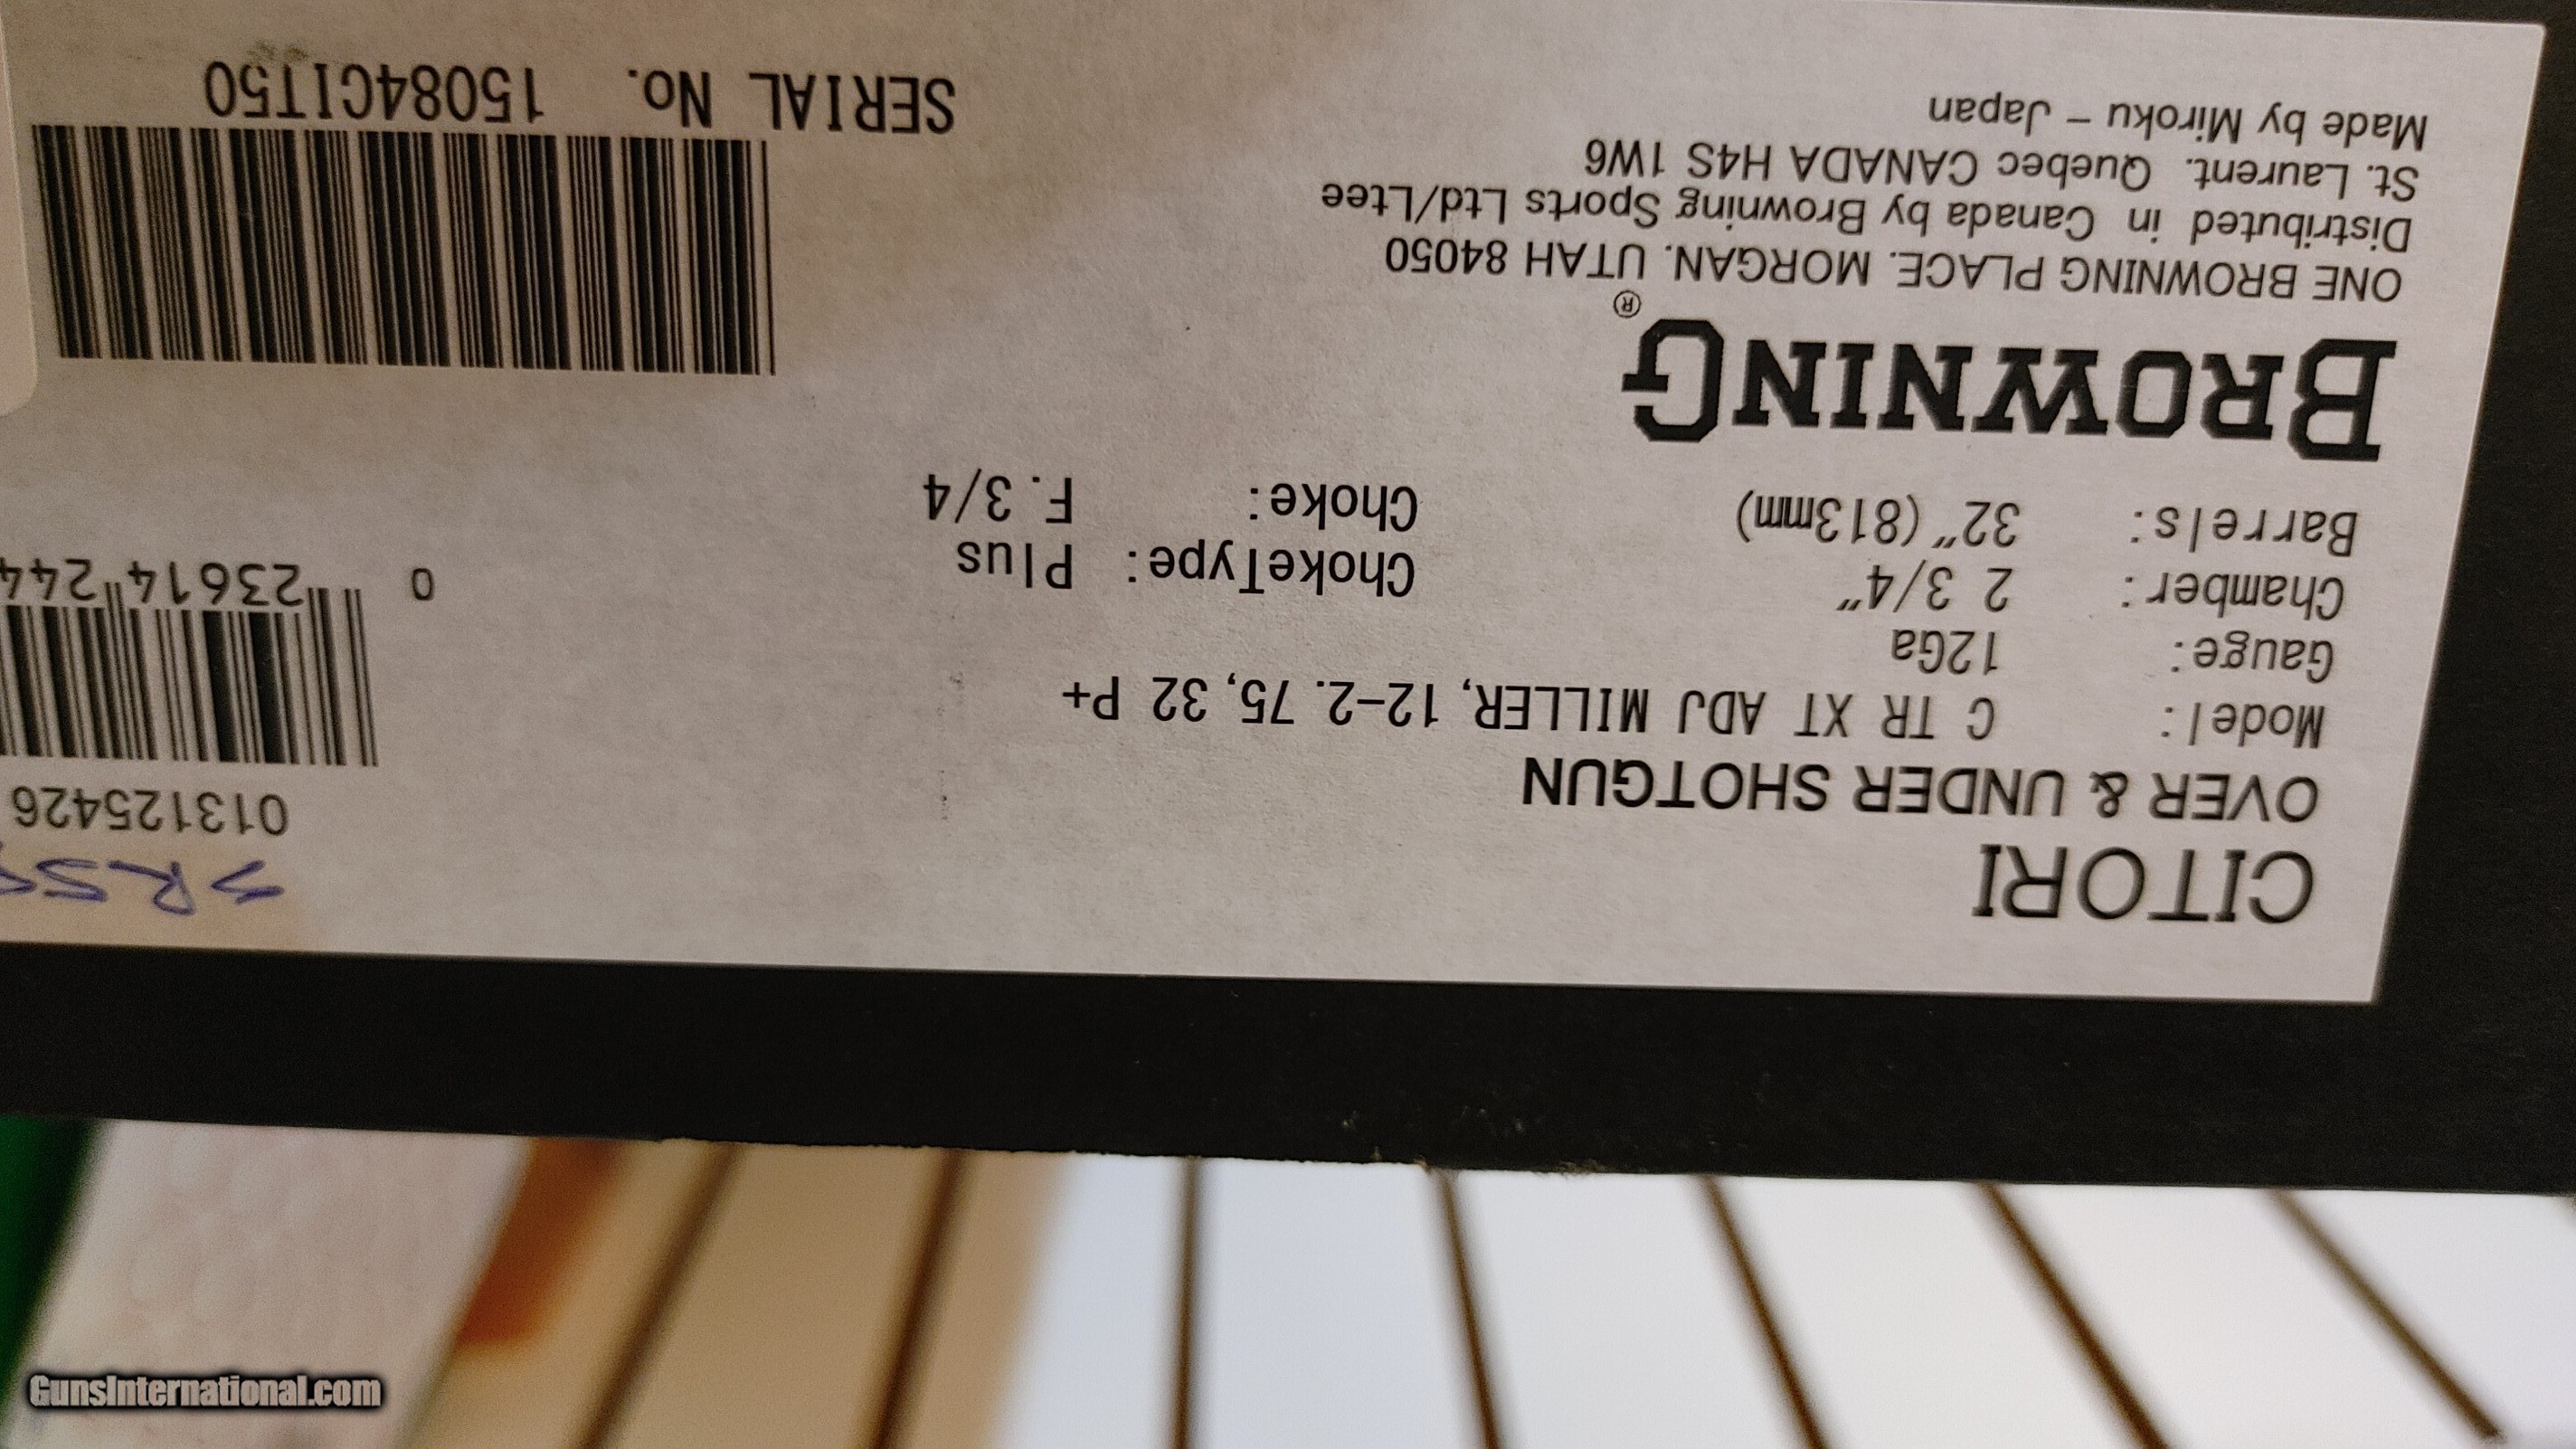 CITORI
OVER & UNDER SHOTGUN
Model: C TR XT ADJ MILLER, 12-2. 75, 32 P+
Gauge: 12Ga
Chamber: 2 3/4"
Barrels: 32" (813mm)
ChokeType: Plus
Choke: F. 3/4
BROWNING®
ONE BROWNING PLACE. MORGAN. UTAH 84050
Distributed in Canada by Browning Sports Ltd/Ltee
St. Laurent. Quebec CANADA H4S 1W6
Made by Miroku - Japan
013125426
0 23614 244
SERIAL No. 15084CIT50
GunsInternational.com